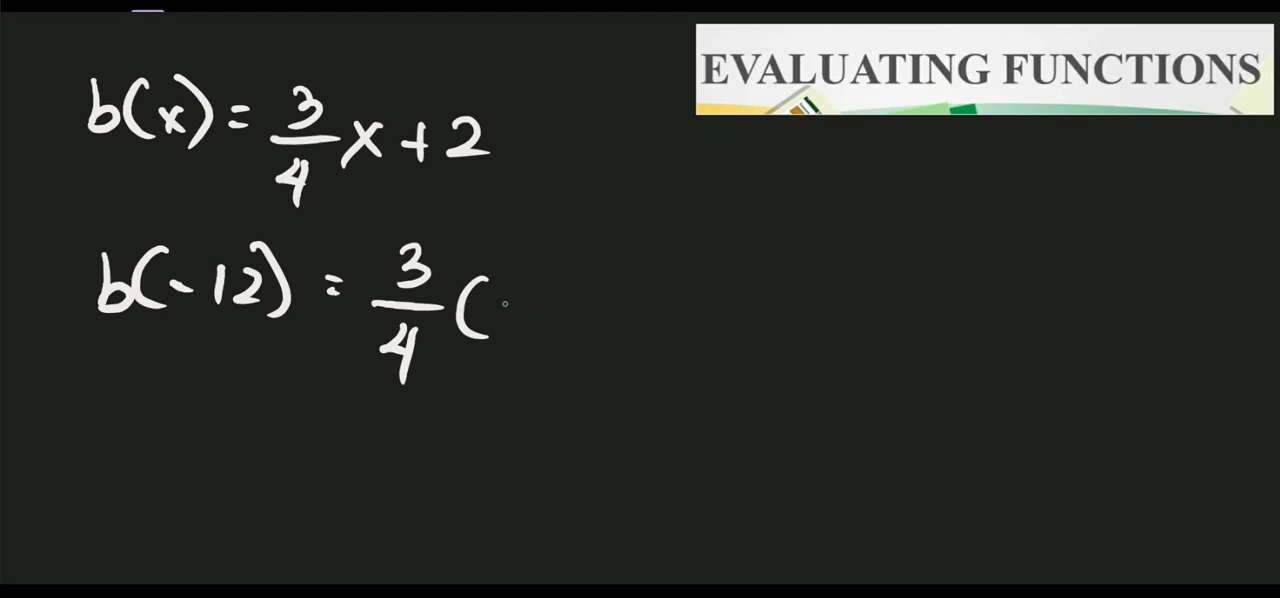 EVALUATING FUNCTIONS
b(x) = 3/4 x + 2
b(-12) = 3/4 (